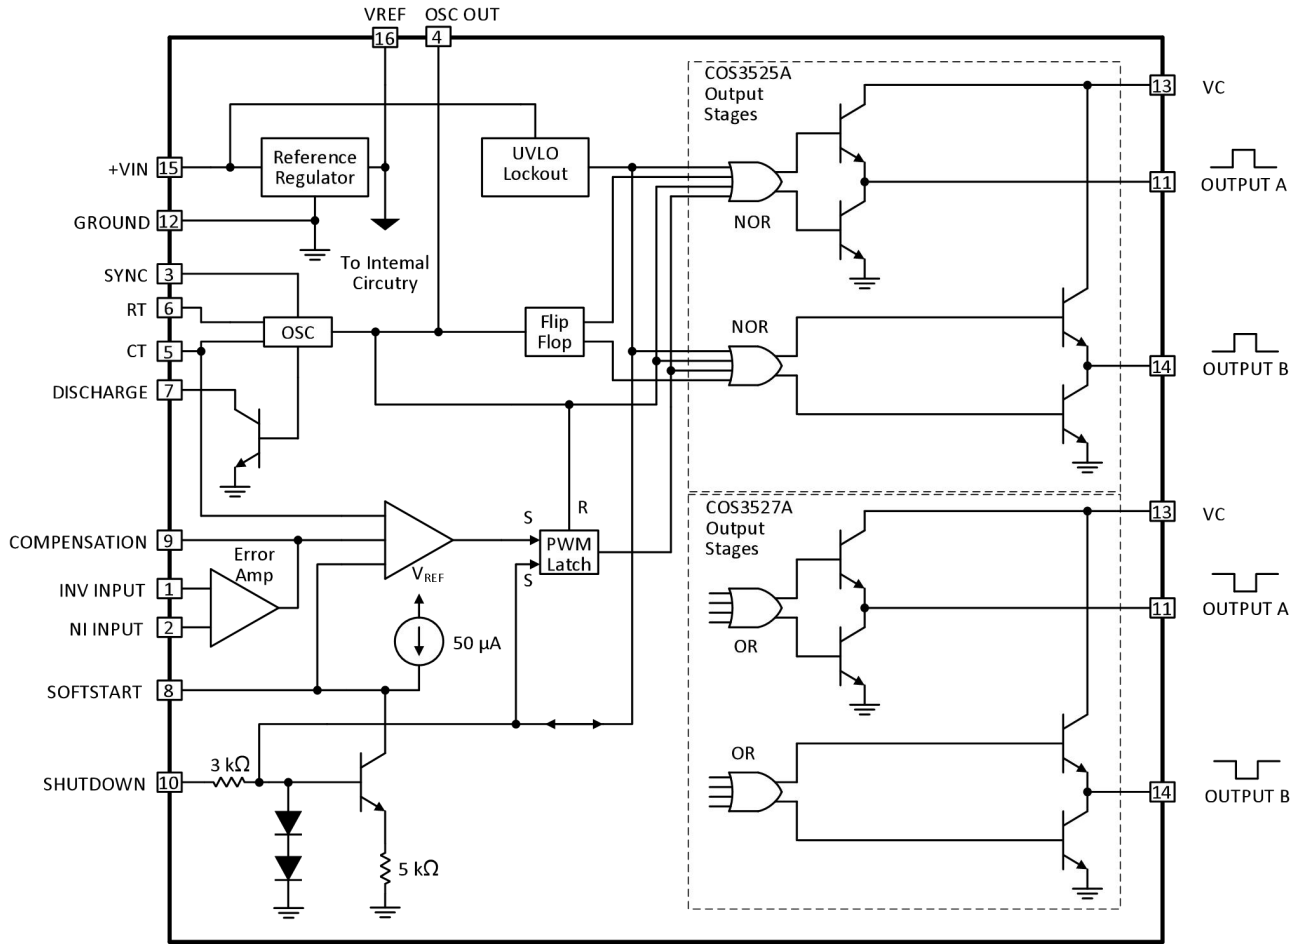 VREF
OSC OUT
16
4
COS3525A
Output
Stages
13
VC
UVLO
Lockout
Reference
Regulator
+VIN
15
11
OUTPUT A
NOR
GROUND
12
To Intemal
Circutry
SYNC
3
RT
6
OSC
Flip
Flop
NOR
CT
5
14
OUTPUT B
DISCHARGE
7
COS3527A
Output
Stages
13
VC
S
R
COMPENSATION
9
Error
Amp
PWM
Latch
S
VREF
INV INPUT
1
11
OUTPUT A
NI INPUT
2
50 µA
OR
SOFTSTART
8
OR
3 kΩ
SHUTDOWN
10
14
OUTPUT B
5 kΩ